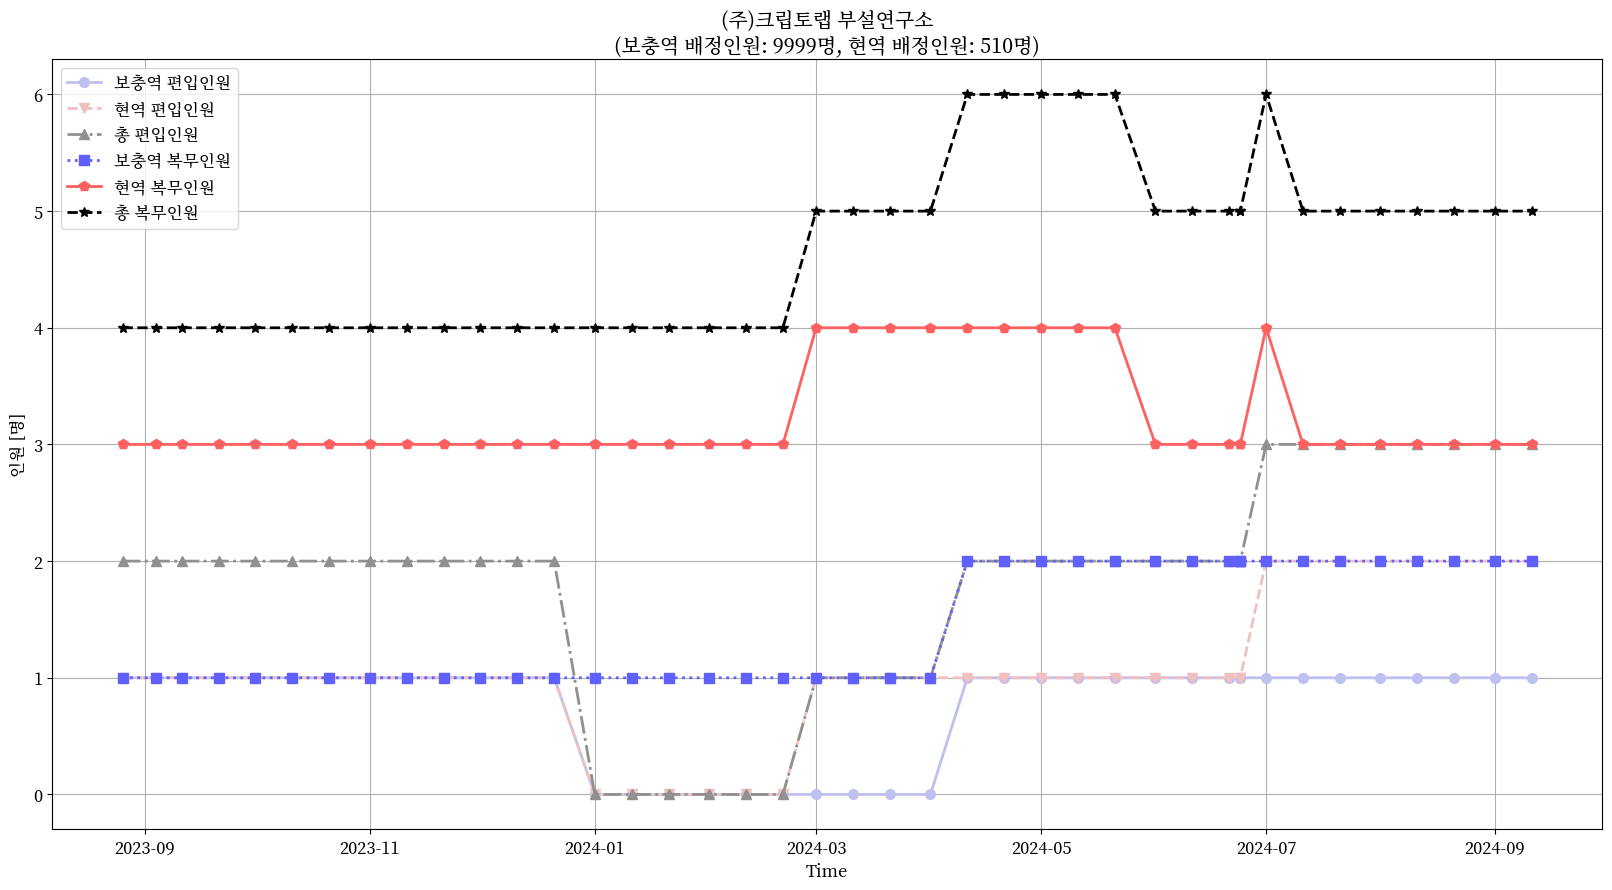 (주)크립토랩 부설연구소
(보충역 배정인원: 9999명, 현역 배정인원: 510명)
보충역 편입인원
현역 편입인원
총 편입인원
보충역 복무인원
현역 복무인원
총 복무인원
인원 [명]
6
5
4
3
2
1
0
2023-09
2023-11
2024-01
2024-03
2024-05
2024-07
2024-09
Time